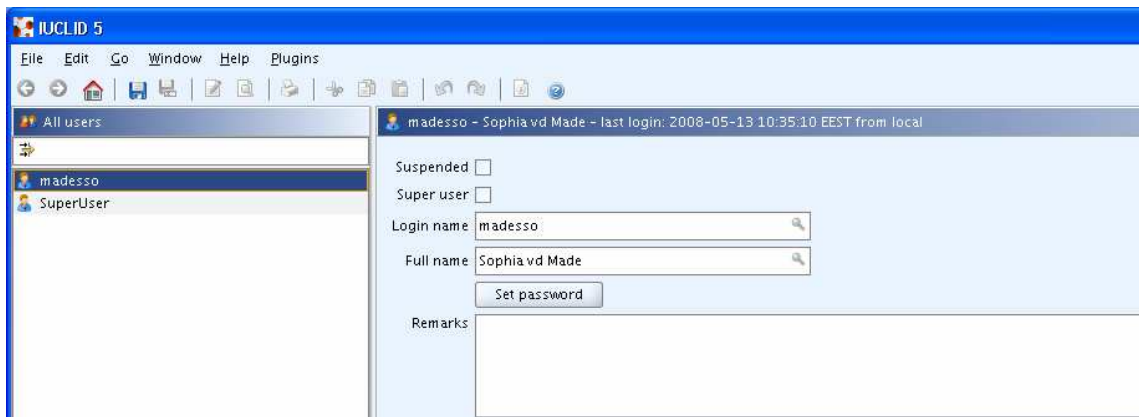 IUCLID 5
File Edit Go Window Help Plugins
All users
madesso - Sophia vd Made - last login: 2008-05-13 10:35:10 EEST from local
madesso
SuperUser
Suspended
Super user
Login name madesso
Full name Sophia vd Made
Set password
Remarks